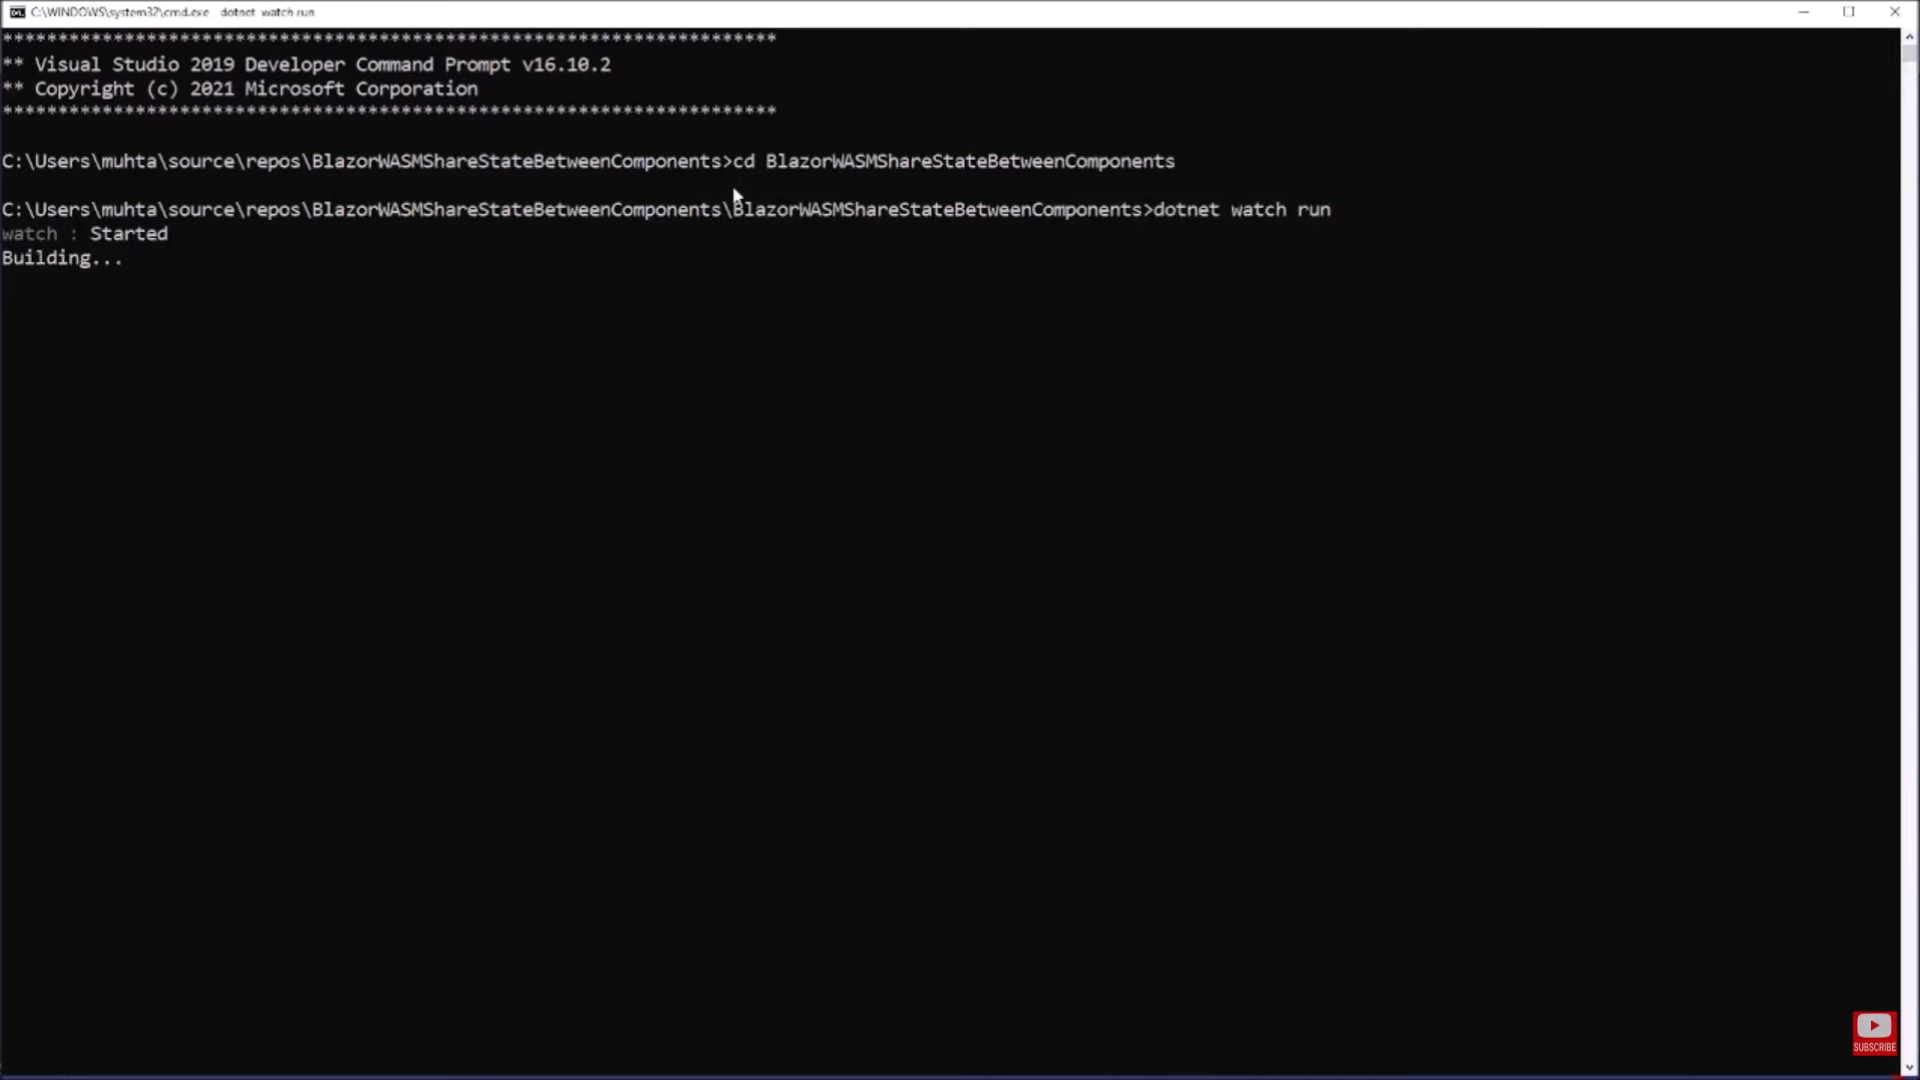 C:\WINDOWS\system32\cmd.exe dotnet watch run
**********************************************************************
** Visual Studio 2019 Developer Command Prompt v16.10.2
** Copyright (c) 2021 Microsoft Corporation
**********************************************************************
C:\Users\muhta\source\repos\BlazorWASMShareStateBetweenComponents>cd BlazorWASMShareStateBetweenComponents
C:\Users\muhta\source\repos\BlazorWASMShareStateBetweenComponents\BlazorWASMShareStateBetweenComponents>dotnet watch run
watch : Started
Building...
SUBSCRIBE